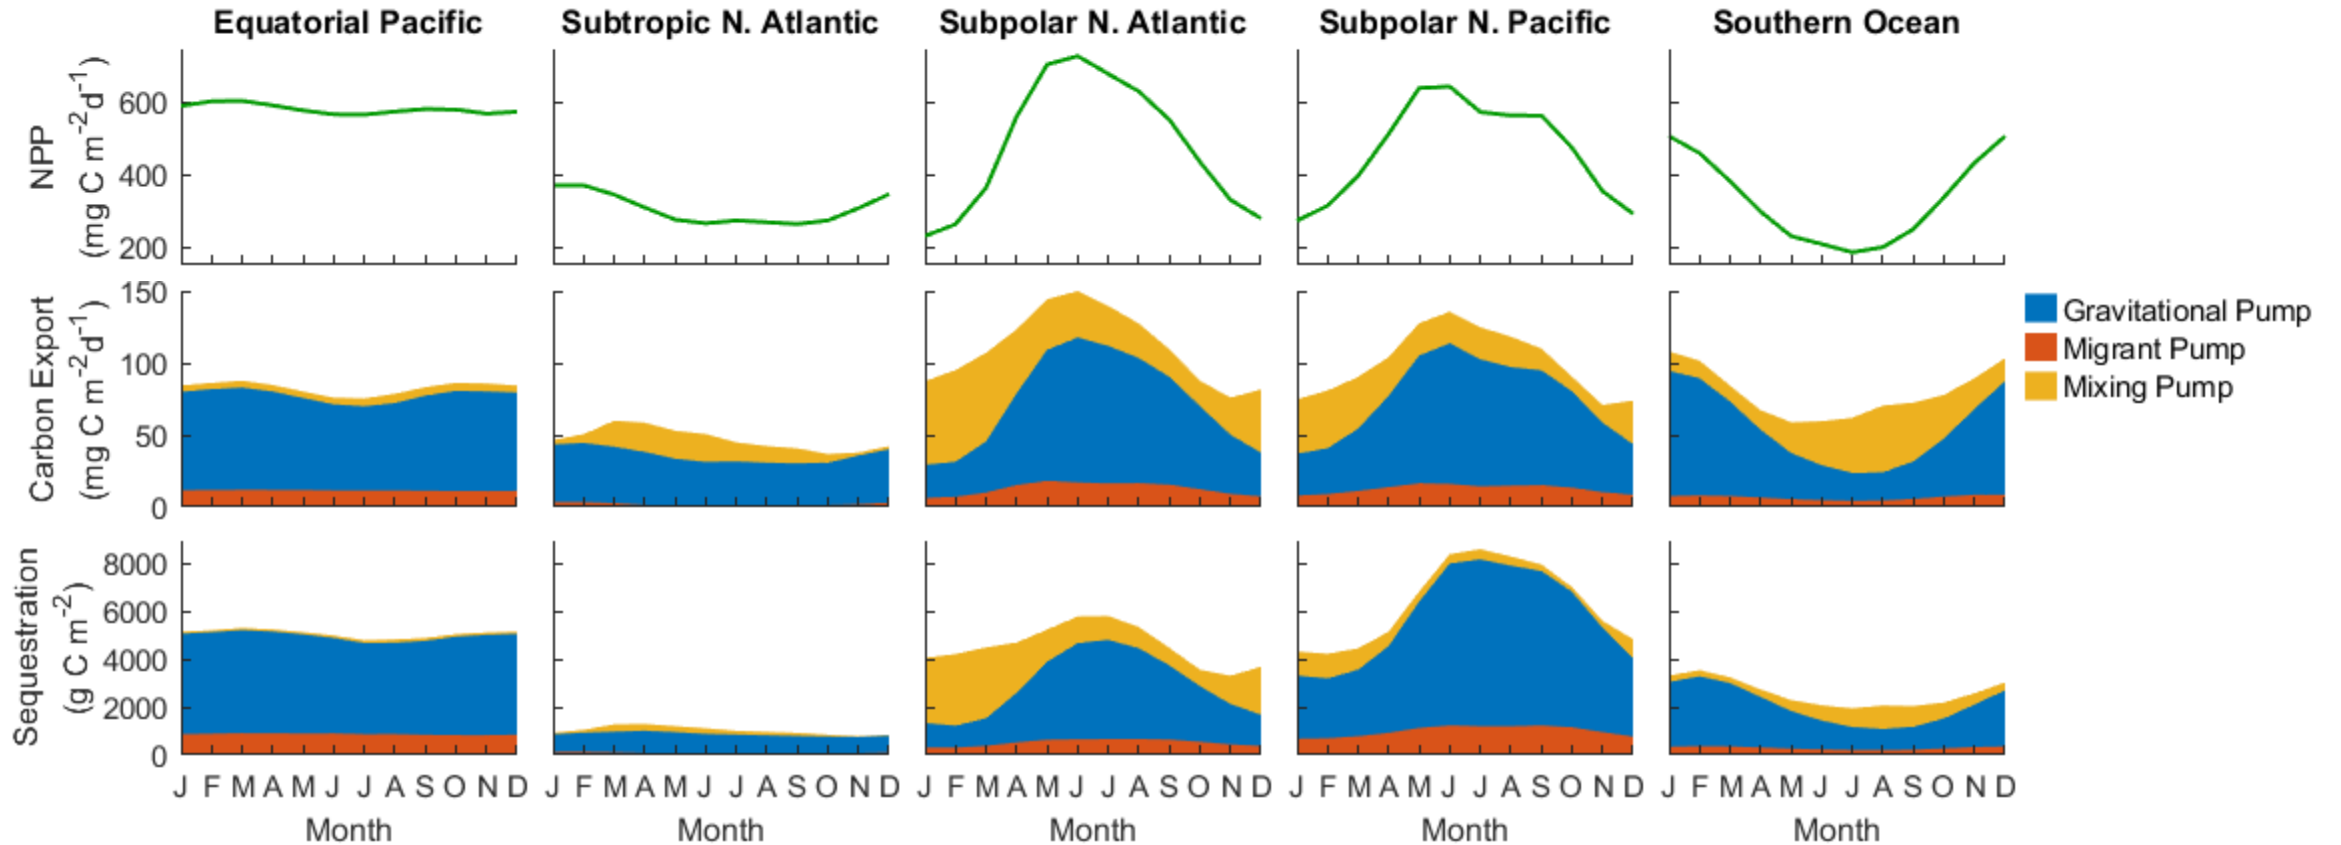 Equatorial Pacific Subtropic N. Atlantic Subpolar N. Atlantic Subpolar N. Pacific Southern Ocean
NPP
(mg C m-2d-1)
600
400
200
Carbon Export
(mg C m-2d-1)
150
100
50
0
Gravitational Pump
Migrant Pump
Mixing Pump
Sequestration
(g C m-2)
8000
6000
4000
2000
0
J F M A M J J A S O N D J F M A M J J A S O N D J F M A M J J A S O N D J F M A M J J A S O N D J F M A M J J A S O N D
Month Month Month Month Month